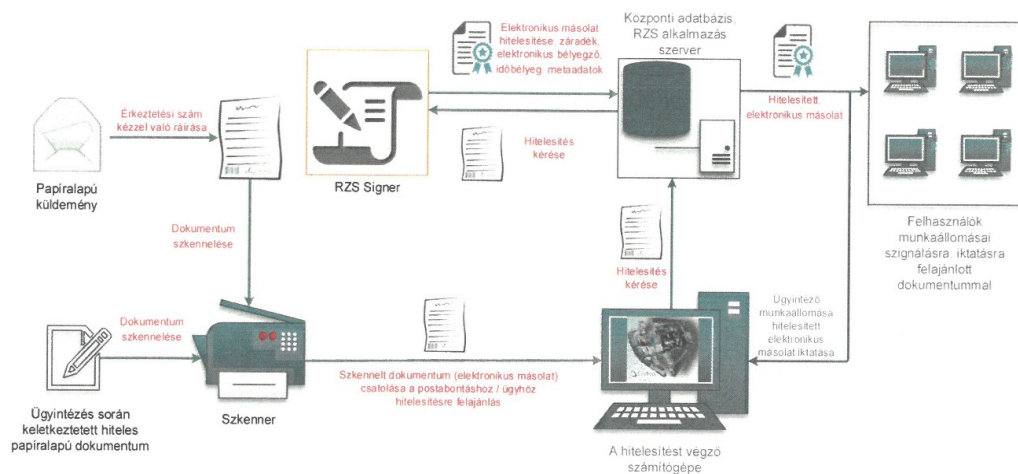 Érkeztetési szám
kézzel való ráírása
Papíralapú
küldemény
RZS Signer
Elektronikus másolat
hitelesítése, záradék,
elektronikus bélyegző,
időbélyeg, metaadatok
Hitelesítés
kérése
Központi adatbázis,
RZS alkalmazás
szerver
Hitelesített,
elektronikus másolat
Felhasználók
munkaállomásai
szignálásra, iktatásra
felajánlott
dokumentummal
Dokumentum
szkennelése
Hitelesítés
kérése
Ügyintéző
munkaállomása
hitelesített
elektronikus
másolat iktatása
Dokumentum
szkennelése
Ügyintézés során
keletkeztetett hiteles
papíralapú dokumentum
Szkenner
Szkennelt dokumentum (elektronikus másolat)
csatolása a postabontáshoz / ügyhöz
hitelesítésre felajánlás
A hitelesítést végző
számítógépe